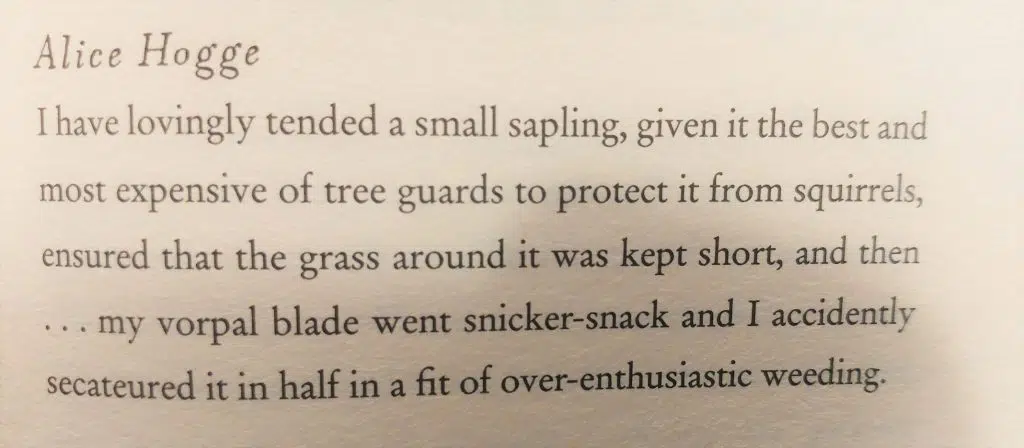 Alice Hogge
I have lovingly tended a small sapling, given it the best and
most expensive of tree guards to protect it from squirrels,
ensured that the grass around it was kept short, and then
. . . my vorpal blade went snicker-snack and I accidently
secateured it in half in a fit of over-enthusiastic weeding.